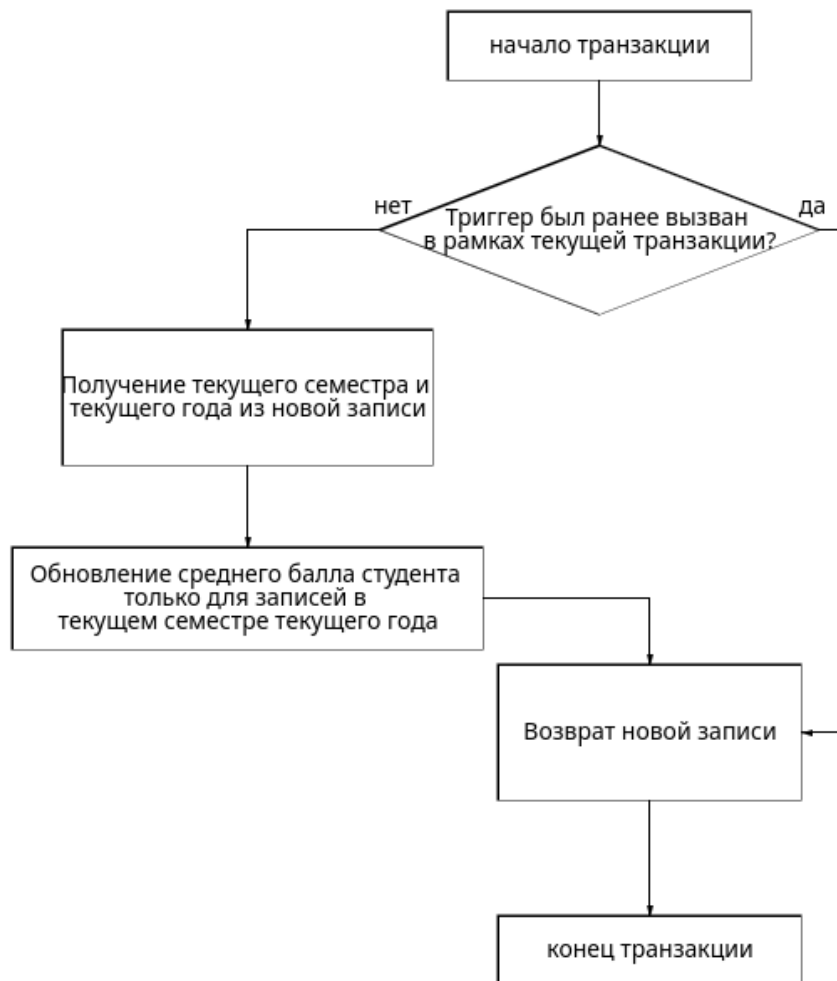 начало транзакции
нет
да
Триггер был ранее вызван
в рамках текущей транзакции?
Получение текущего семестра и
текущего года из новой записи
Обновление среднего балла студента
только для записей в
текущем семестре текущего года
Возврат новой записи
конец транзакции